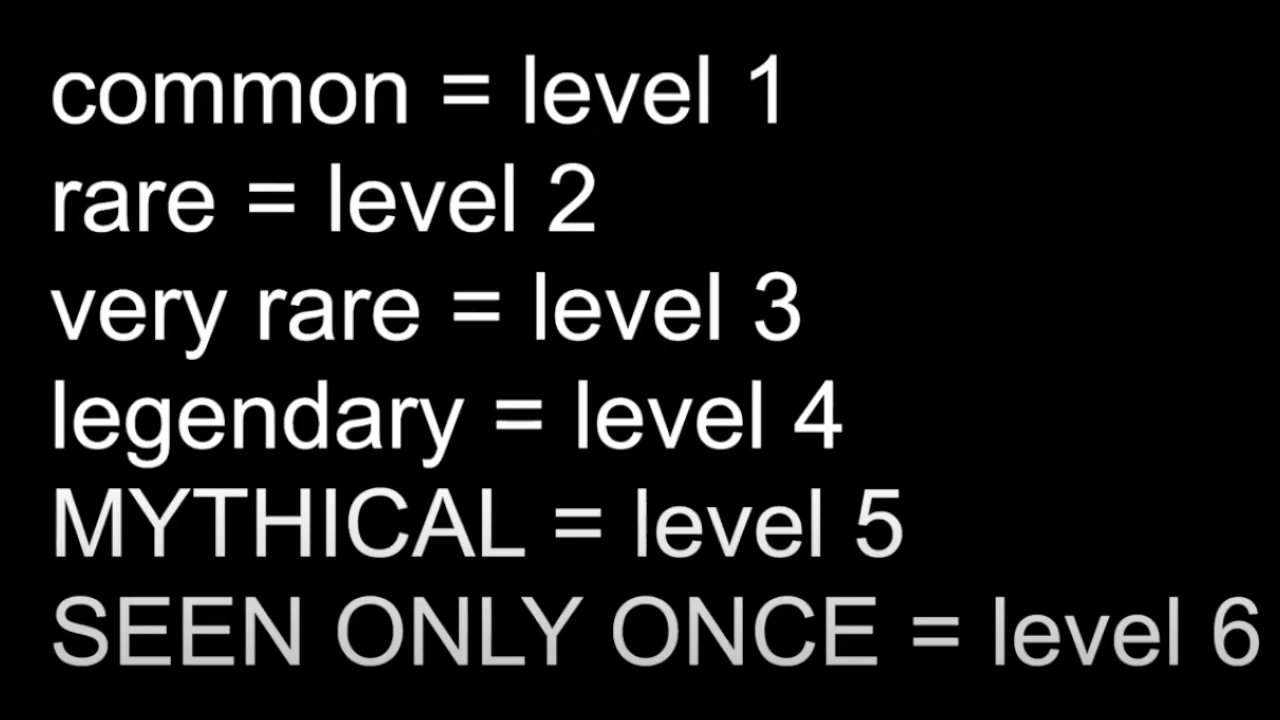 common = level 1
rare = level 2
very rare = level 3
legendary = level 4
MYTHICAL = level 5
SEEN ONLY ONCE = level 6